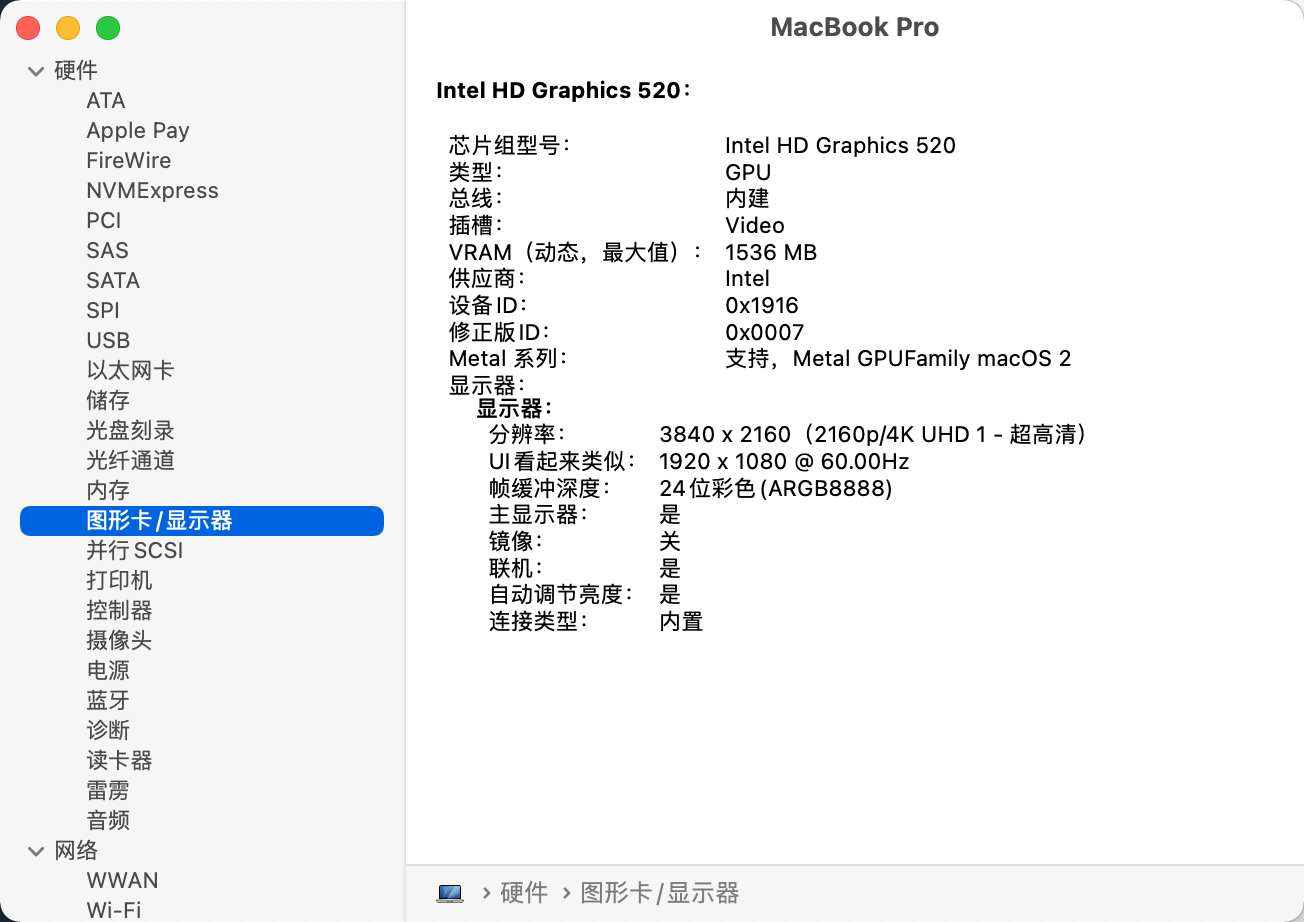 MacBook Pro
硬件
ATA
Apple Pay
FireWire
NVMExpress
PCI
SAS
SATA
SPI
USB
以太网卡
储存
光盘刻录
光纤通道
内存
图形卡/显示器
并行SCSI
打印机
控制器
摄像头
电源
蓝牙
诊断
读卡器
雷雳
音频
网络
WWAN
Wi-Fi
Intel HD Graphics 520：
芯片组型号： Intel HD Graphics 520
类型： GPU
总线： 内建
插槽： Video
VRAM（动态，最大值）： 1536 MB
供应商： Intel
设备ID： 0x1916
修正版ID： 0x0007
Metal 系列： 支持，Metal GPUFamily macOS 2
显示器：
显示器：
分辨率： 3840 x 2160（2160p/4K UHD 1 - 超高清）
UI看起来类似： 1920 x 1080 @ 60.00Hz
帧缓冲深度： 24位彩色(ARGB8888)
主显示器： 是
镜像： 关
联机： 是
自动调节亮度： 是
连接类型： 内置
› 硬件 › 图形卡/显示器